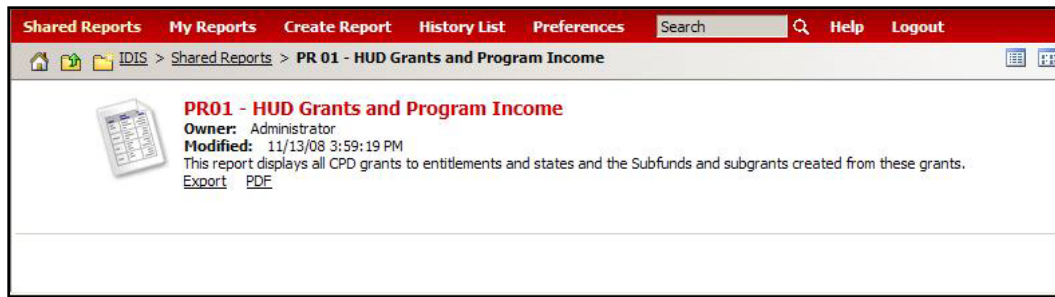 Shared Reports My Reports Create Report History List Preferences Search Help Logout
IDIS > Shared Reports > PR 01 - HUD Grants and Program Income
PR01 - HUD Grants and Program Income
Owner: Administrator
Modified: 11/13/08 3:59:19 PM
This report displays all CPD grants to entitlements and states and the Subfunds and subgrants created from these grants.
Export PDF